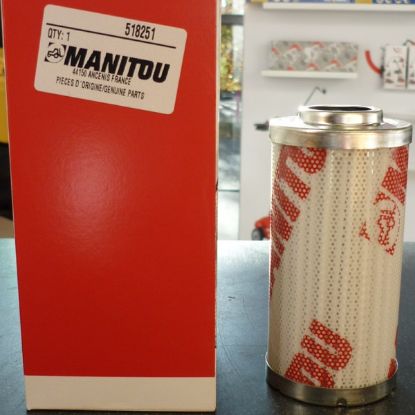 QTY: 1 518251
MANITOU
44150 ANCENIS FRANCE
PIECES D'ORIGINE/GENUINE PARTS